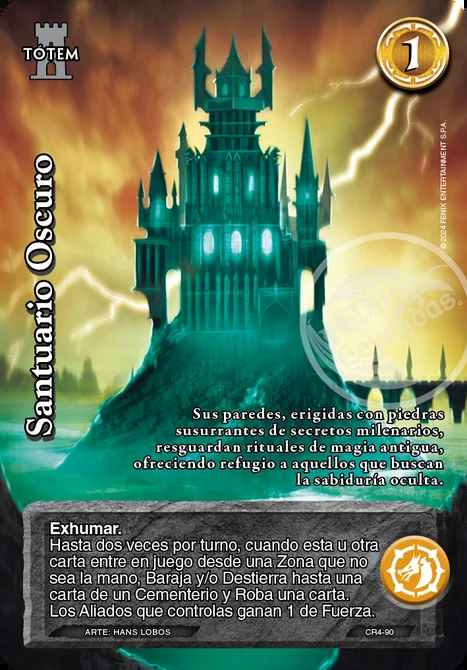 TÓTEM
1
Santuario Oscuro
© 2024 FENIX ENTERTAINMENT S.P.A.
Sus paredes, erigidas con piedras
susurrantes de secretos milenarios,
resguardan rituales de magia antigua,
ofreciendo refugio a aquellos que buscan
la sabiduría oculta.
Exhumar.
Hasta dos veces por turno, cuando esta u otra
carta entre en juego desde una Zona que no
sea la mano, Baraja y/o Destierra hasta una
carta de un Cementerio y Roba una carta.
Los Aliados que controlas ganan 1 de Fuerza.
ARTE: HANS LOBOS
CR4-90